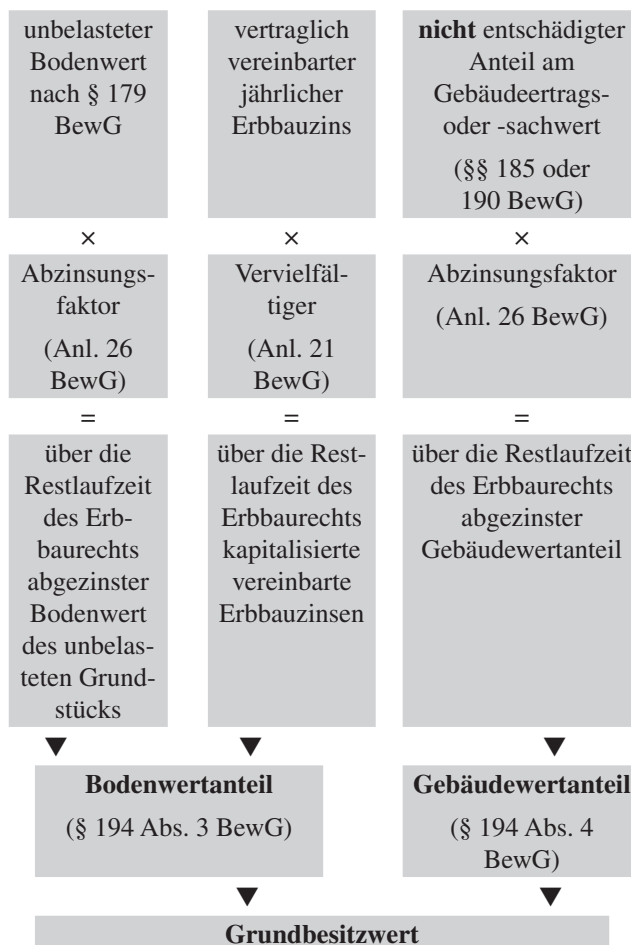 unbelasteter
Bodenwert
nach § 179
BewG
vertraglich
vereinbarter
jährlicher
Erbbauzins
nicht entschädigter
Anteil am
Gebäudeertrags-
oder -sachwert
(§§ 185 oder
190 BewG)
×
×
×
Abzinsungs-
faktor
(Anl. 26
BewG)
Vervielfäl-
tiger
(Anl. 21
BewG)
Abzinsungsfaktor
(Anl. 26 BewG)
=
=
=
über die
Restlaufzeit
des Erb-
baurechts
abgezinster
Bodenwert
des unbelas-
teten Grund-
stücks
über die Rest-
laufzeit des
Erbbaurechts
kapitalisierte
vereinbarte
Erbbauzinsen
über die Restlaufzeit
des Erbbaurechts
abgezinster
Gebäudewertanteil
Bodenwertanteil
(§ 194 Abs. 3 BewG)
Gebäudewertanteil
(§ 194 Abs. 4
BewG)
Grundbesitzwert